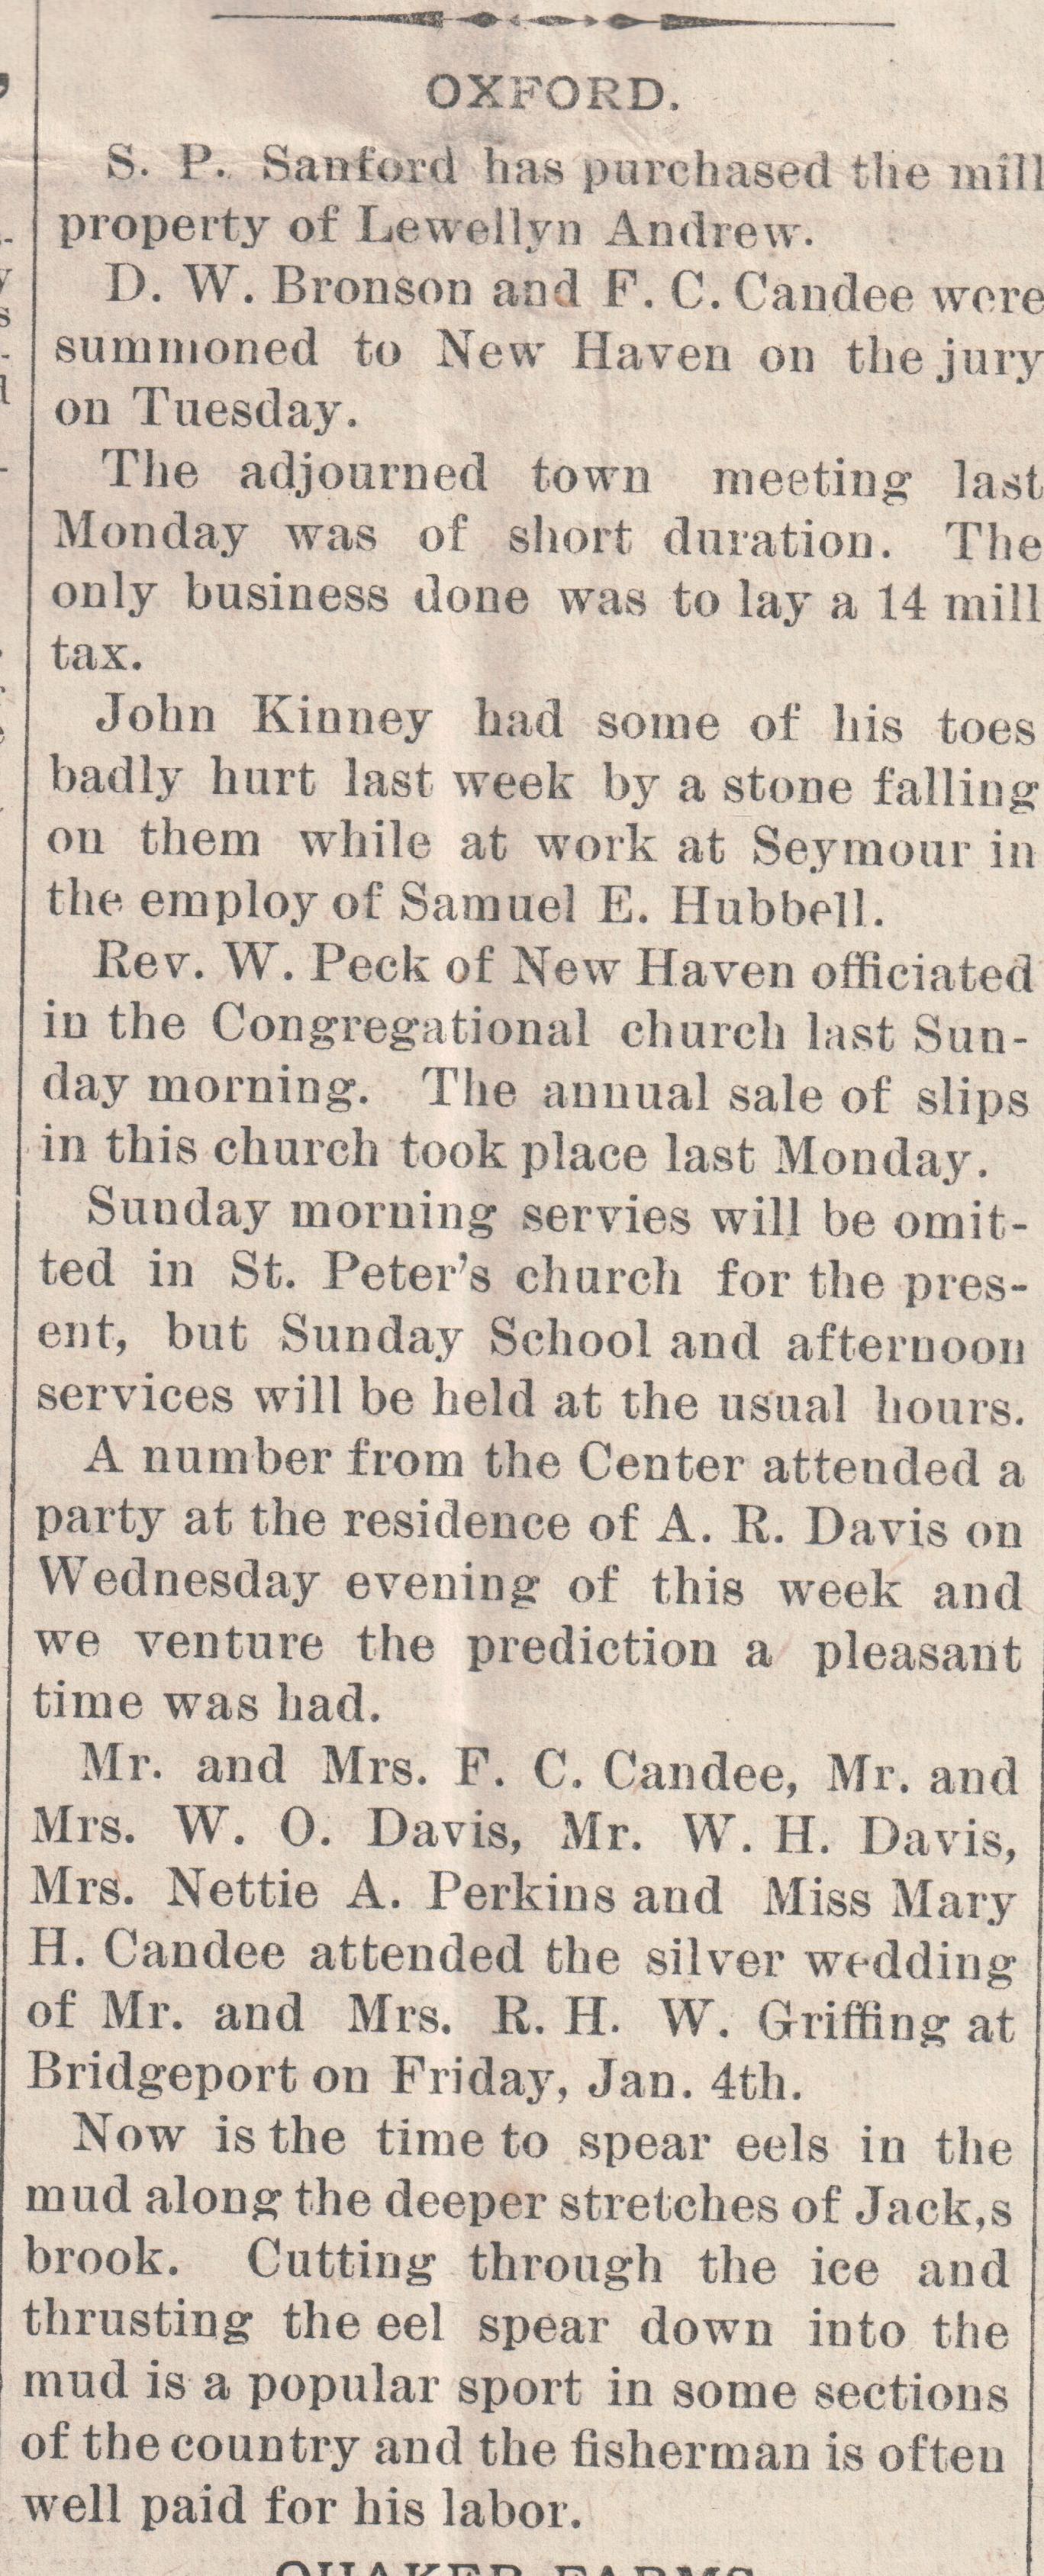 OXFORD.
S. P. Sanford has purchased the mill
property of Lewellyn Andrew.
D. W. Bronson and F. C. Candee were
summoned to New Haven on the jury
on Tuesday.
The adjourned town meeting last
Monday was of short duration. The
only business done was to lay a 14 mill
tax.
John Kinney had some of his toes
badly hurt last week by a stone falling
on them while at work at Seymour in
the employ of Samuel E. Hubbell.
Rev. W. Peck of New Haven officiated
in the Congregational church last Sun-
day morning. The annual sale of slips
in this church took place last Monday.
Sunday morning servies will be omit-
ted in St. Peter's church for the pres-
ent, but Sunday School and afternoon
services will be held at the usual hours.
A number from the Center attended a
party at the residence of A. R. Davis on
Wednesday evening of this week and
we venture the prediction a pleasant
time was had.
Mr. and Mrs. F. C. Candee, Mr. and
Mrs. W. O. Davis, Mr. W. H. Davis,
Mrs. Nettie A. Perkins and Miss Mary
H. Candee attended the silver wedding
of Mr. and Mrs. R. H. W. Griffing at
Bridgeport on Friday, Jan. 4th.
Now is the time to spear eels in the
mud along the deeper stretches of Jack,s
brook. Cutting through the ice and
thrusting the eel spear down into the
mud is a popular sport in some sections
of the country and the fisherman is often
well paid for his labor.
QUAKER FARMS